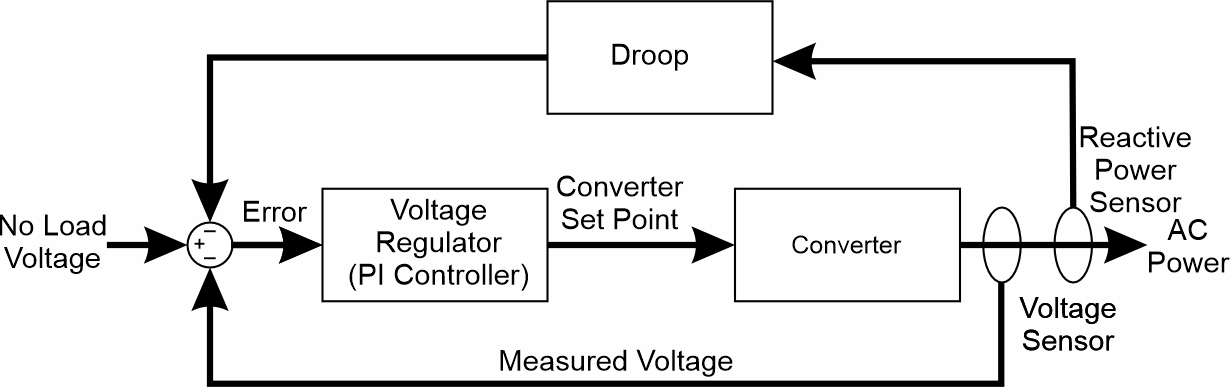 Droop
Reactive
Power
Sensor
No Load
Voltage
+
−
−
Error
Voltage
Regulator
(PI Controller)
Converter
Set Point
Converter
AC
Power
Voltage
Sensor
Measured Voltage